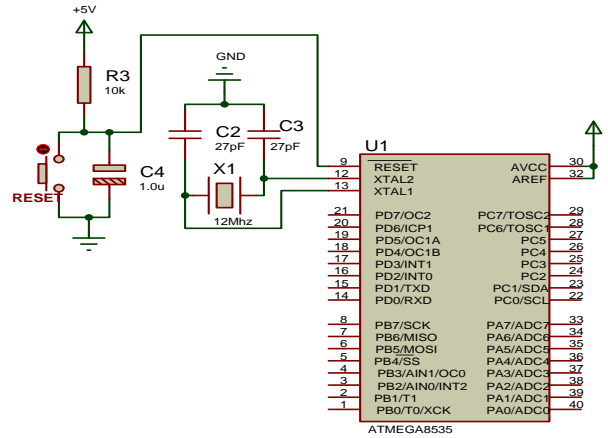 +5V
R3
10k
RESET
C4
1.0u
GND
C2
27pF
C3
27pF
X1
12Mhz
U1
9 RESET AVCC 30
12 XTAL2 AREF 32
13 XTAL1
21 PD7/OC2 PC7/TOSC2 29
20 PD6/ICP1 PC6/TOSC1 28
19 PD5/OC1A PC5 27
18 PD4/OC1B PC4 26
17 PD3/INT1 PC3 25
16 PD2/INT0 PC2 24
15 PD1/TXD PC1/SDA 23
14 PD0/RXD PC0/SCL 22
8 PB7/SCK PA7/ADC7 33
7 PB6/MISO PA6/ADC6 34
6 PB5/MOSI PA5/ADC5 35
5 PB4/SS PA4/ADC4 36
4 PB3/AIN1/OC0 PA3/ADC3 37
3 PB2/AIN0/INT2 PA2/ADC2 38
2 PB1/T1 PA1/ADC1 39
1 PB0/T0/XCK PA0/ADC0 40
ATMEGA8535